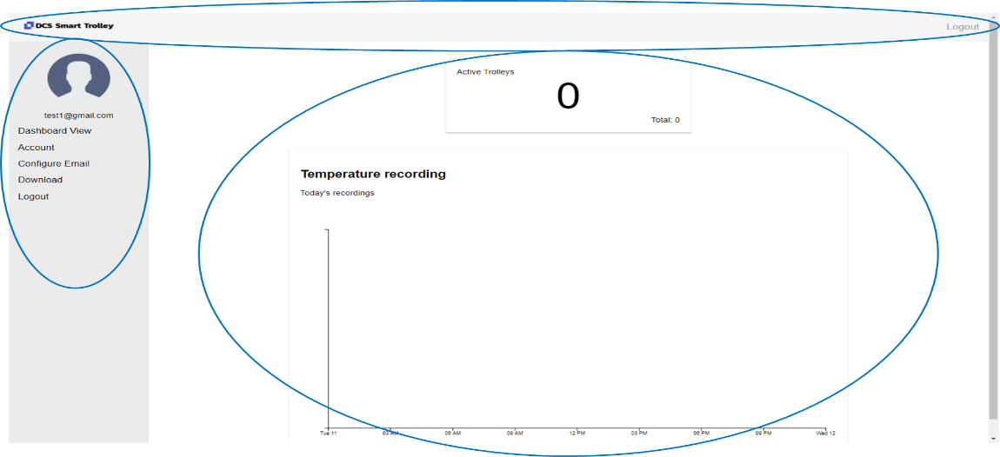 DCS Smart Trolley
Logout
test1@gmail.com
Dashboard View
Account
Configure Email
Download
Logout
Active Trolleys
0
Total: 0
Temperature recording
Today's recordings
Tue 11 03 AM 06 AM 09 AM 12 PM 03 PM 06 PM 09 PM Wed 12